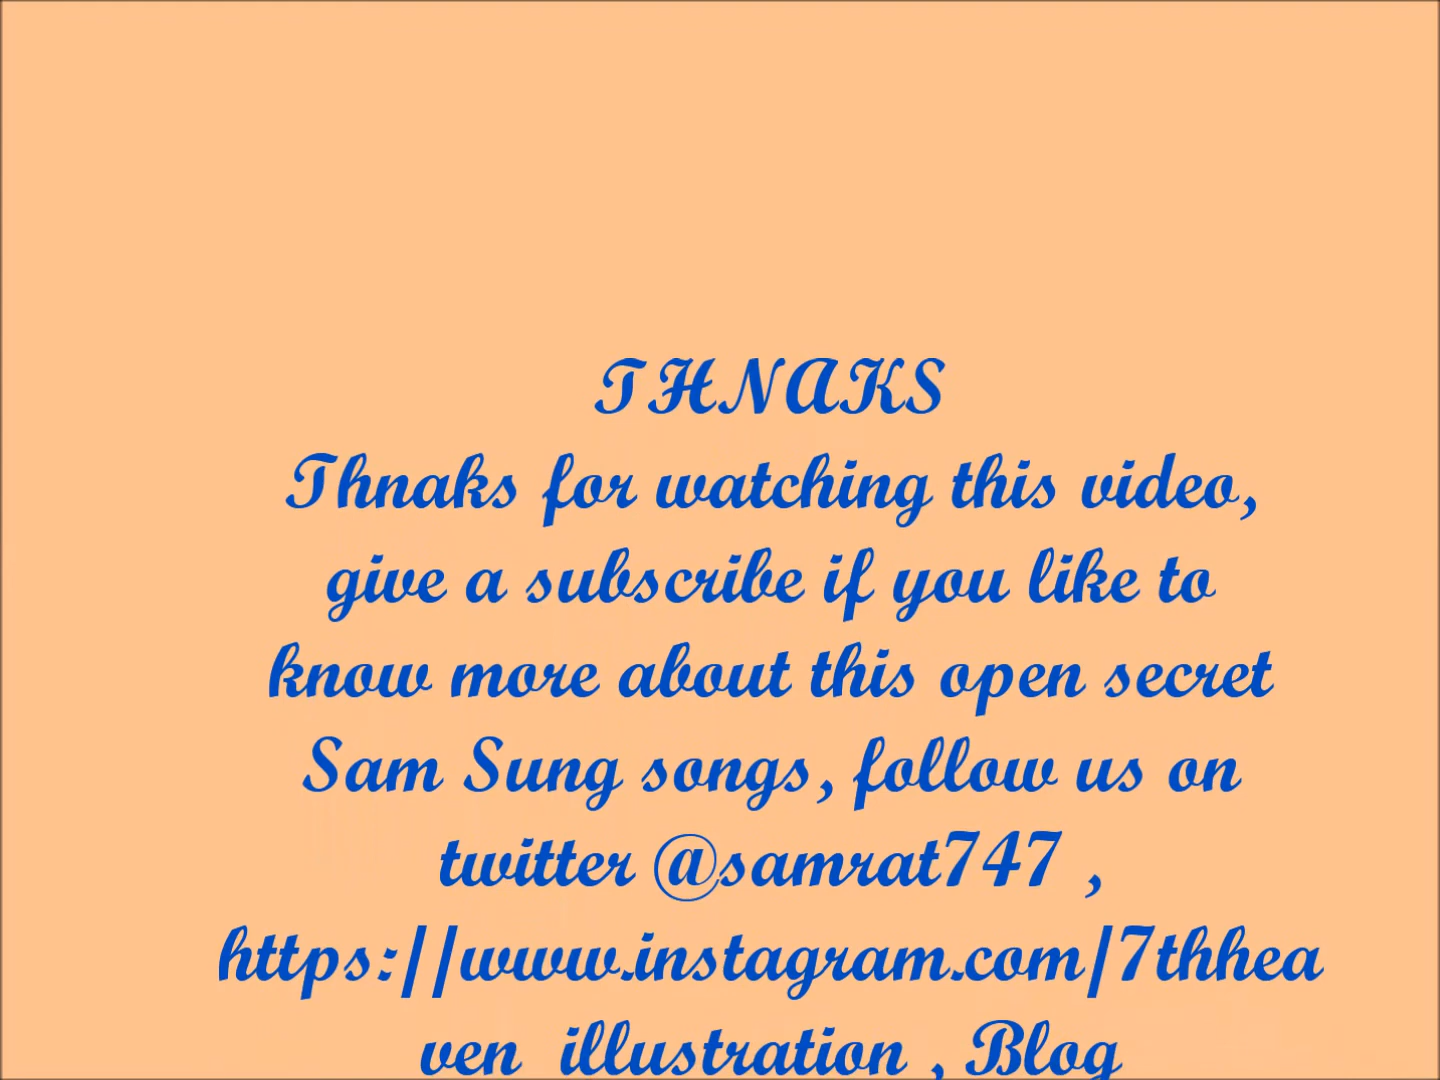 THNAKS
Thnaks for watching this video,
give a subscribe if you like to
know more about this open secret
Sam Sung songs, follow us on
twitter @samrat747 ,
https://www.instagram.com/7thhea
ven illustration , Blog